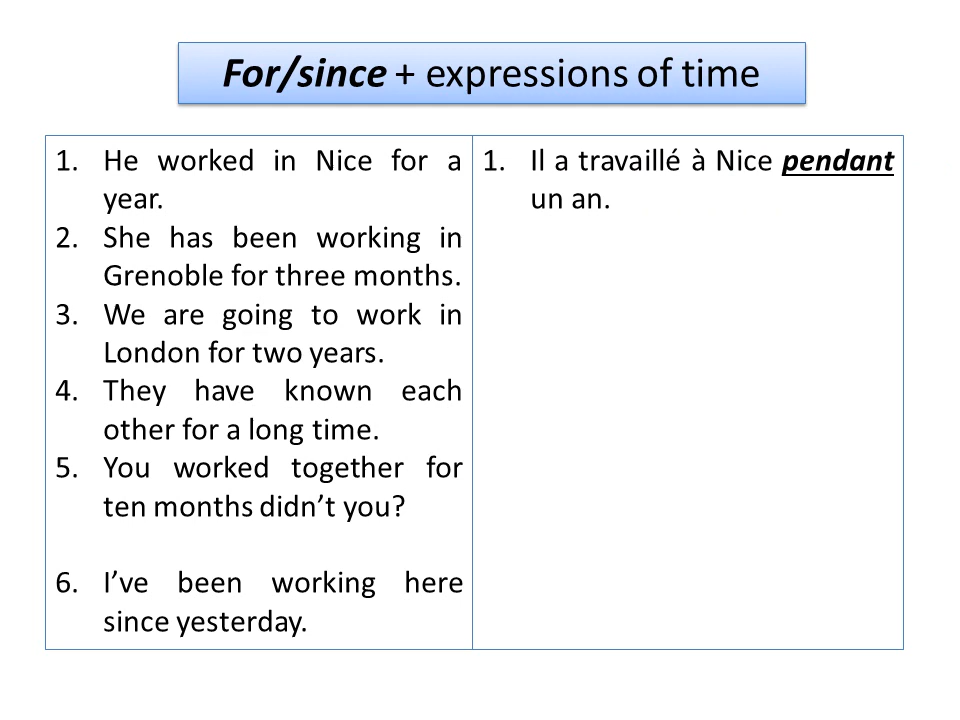 For/since + expressions of time
1. He worked in Nice for a
year.
2. She has been working in
Grenoble for three months.
3. We are going to work in
London for two years.
4. They have known each
other for a long time.
5. You worked together for
ten months didn’t you?
6. I’ve been working here
since yesterday.
1. Il a travaillé à Nice pendant
un an.